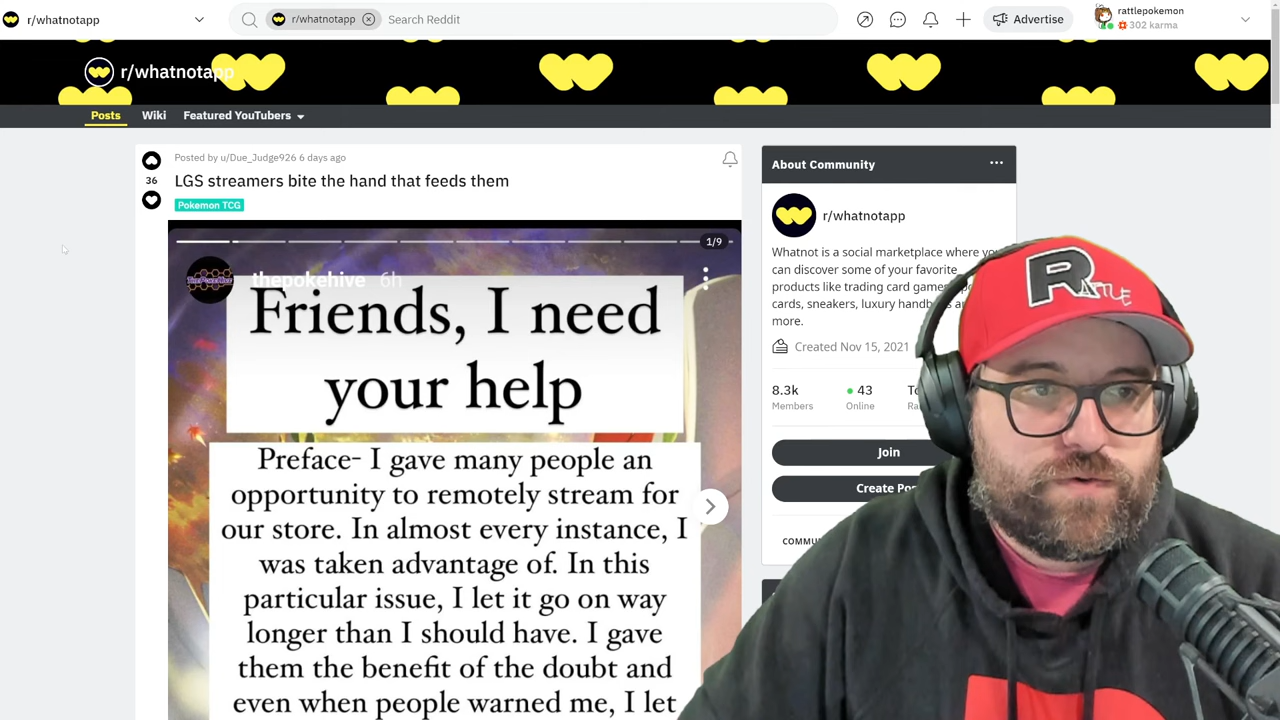 r/whatnotapp
r/whatnotapp
Search Reddit
Advertise
rattlepokemon
302 karma
r/whatnotapp
Posts
Wiki
Featured YouTubers
Posted by u/Due_Judge926 6 days ago
36
LGS streamers bite the hand that feeds them
Pokemon TCG
1/9
thepokehive 6h
Friends, I need
your help
Preface- I gave many people an
opportunity to remotely stream for
our store. In almost every instance, I
was taken advantage of. In this
particular issue, I let it go on way
longer than I should have. I gave
them the benefit of the doubt and
even when people warned me, I let
About Community
r/whatnotapp
Whatnot is a social marketplace where yo
can discover some of your favorite
products like trading card games
cards, sneakers, luxury handb
more.
Created Nov 15, 2021
8.3k
Members
43
Online
Join
Create Pos
COMMU
RATTLE